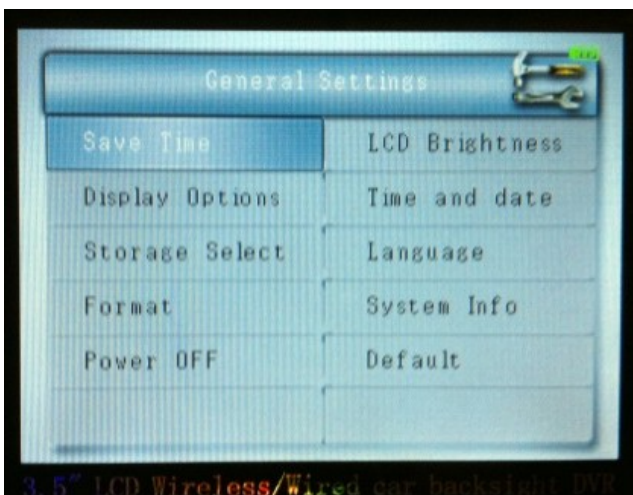 General Settings
Save Time
LCD Brightness
Display Options
Time and date
Storage Select
Language
Format
System Info
Power OFF
Default
3.5" LCD Wireless/Wired car backsight DVR